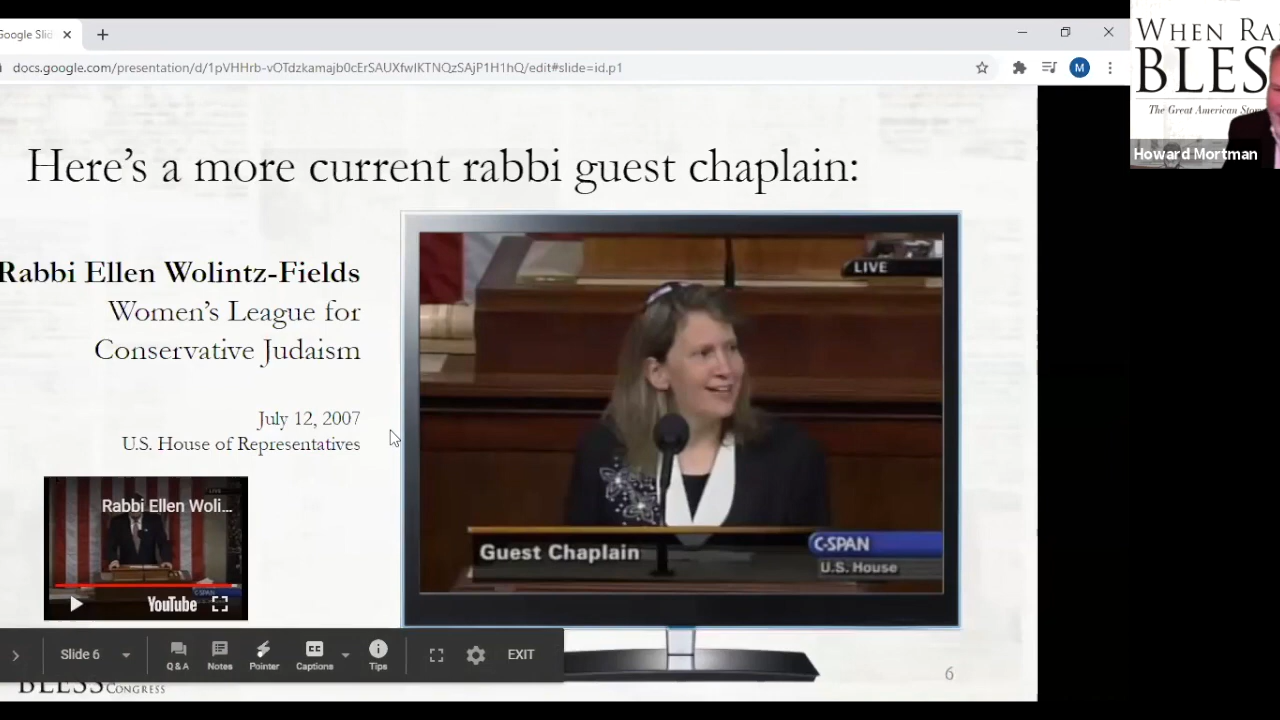 Google Slid
docs.google.com/presentation/d/1pVHHrb-vOTdzkamajb0cErSAUXfwIKTNQzSAjP1H1hQ/edit#slide=id.p1
M
WHEN RA
BLES
The Great American
Howard Mortman
Here's a more current rabbi guest chaplain:
Rabbi Ellen Wolintz-Fields
Women's League for
Conservative Judaism
July 12, 2007
U.S. House of Representatives
LIVE
Guest Chaplain
C-SPAN
U.S. House
Rabbi Ellen Woli...
YouTube
Slide 6
Q & A
Notes
Pointer
CC
Captions
Tips
EXIT
BLESS CONGRESS
6